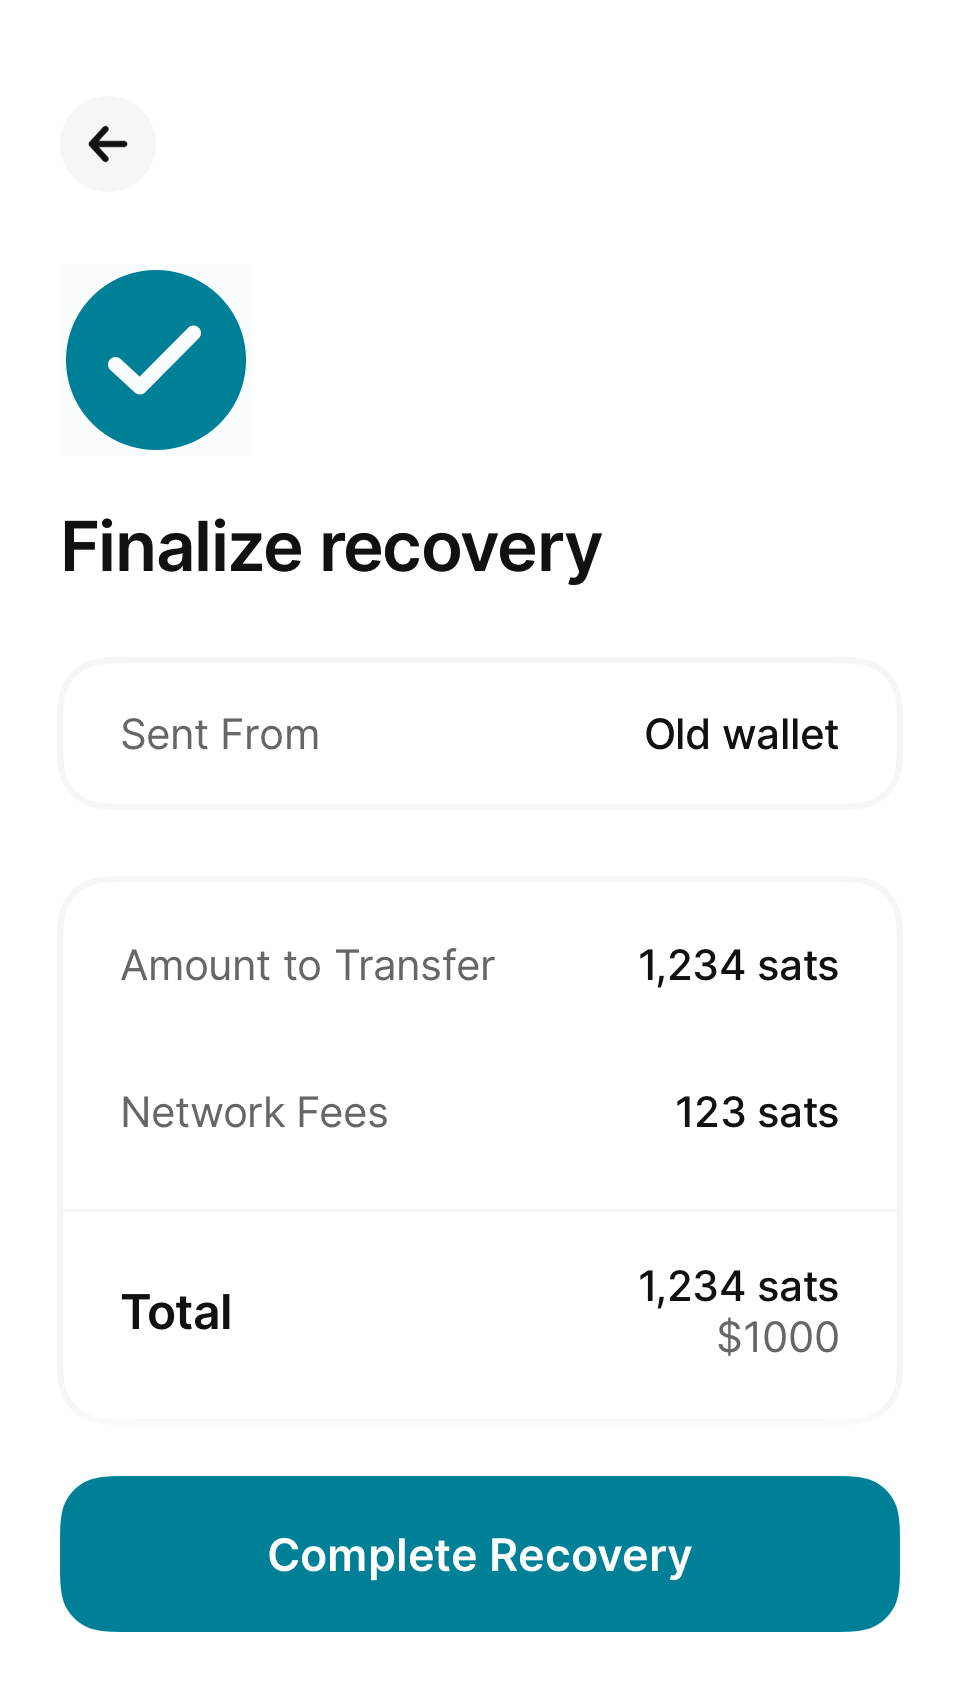 Finalize recovery
Sent From Old wallet
Amount to Transfer 1,234 sats
Network Fees 123 sats
Total 1,234 sats
$1000
Complete Recovery